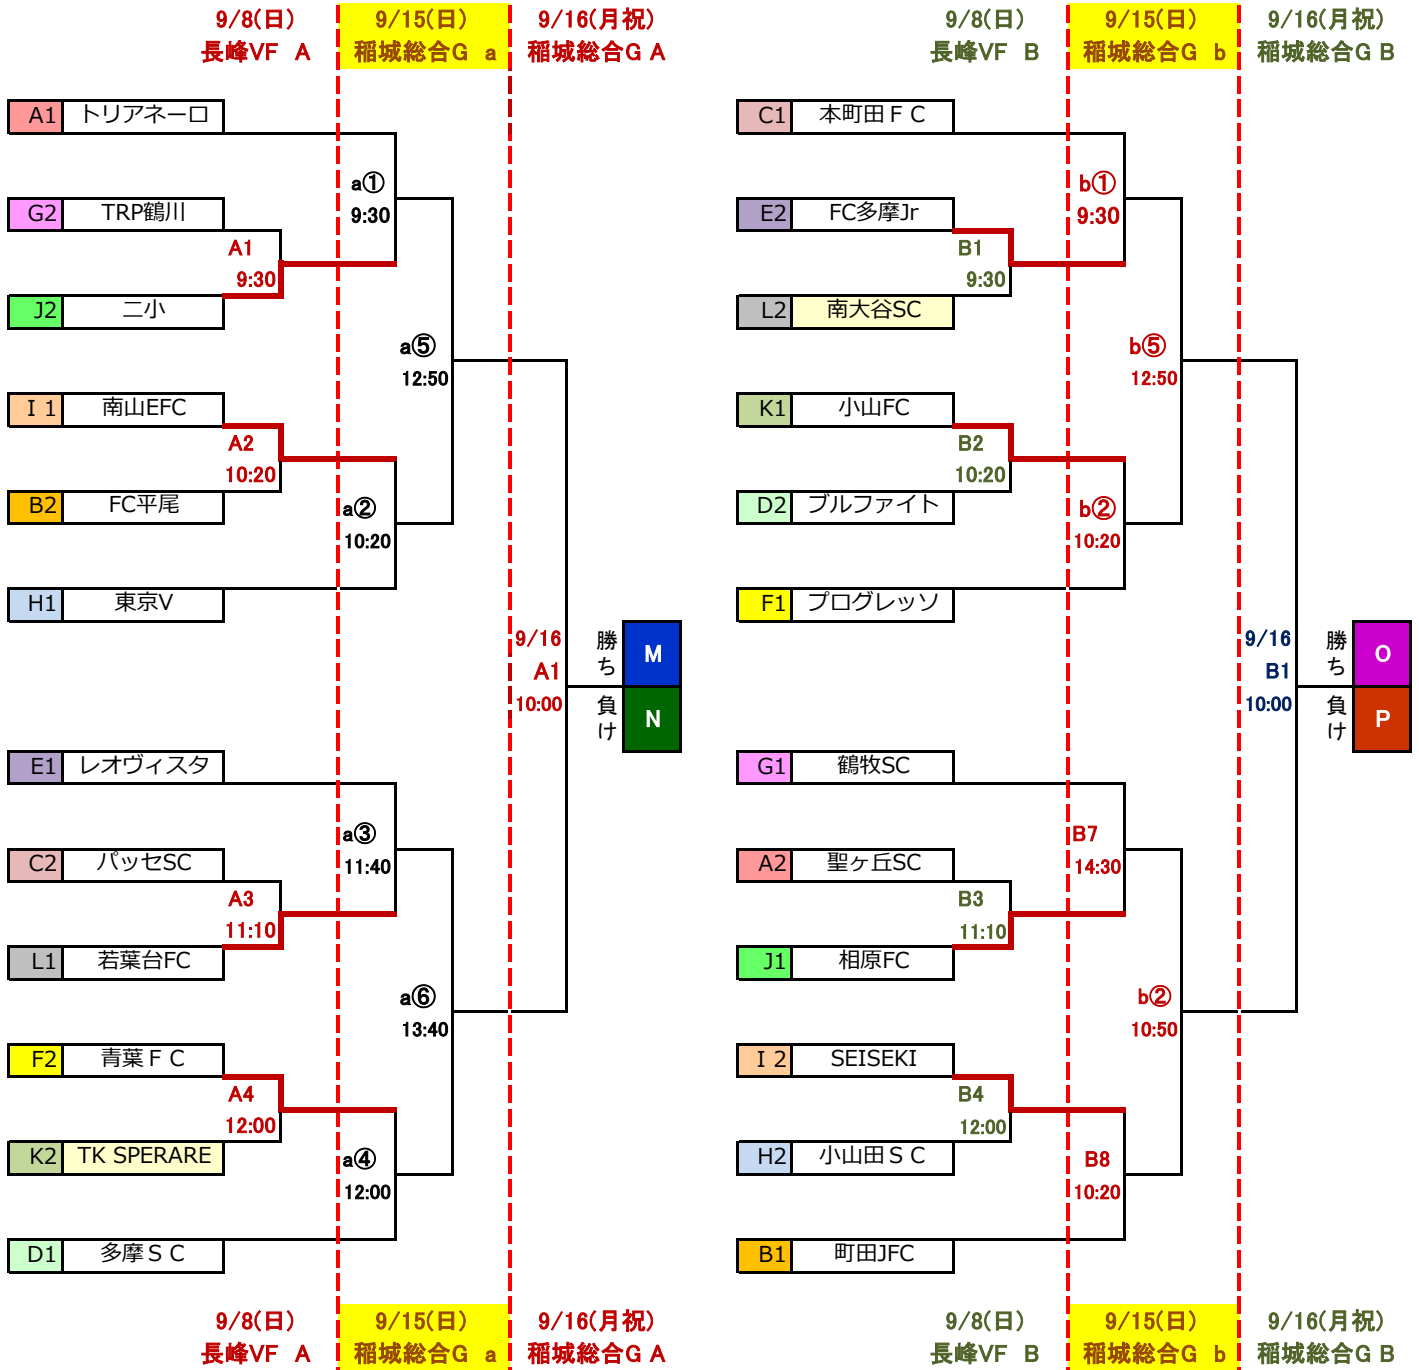 9/8(日) 9/15(日) 9/16(月祝)
長峰VF A 稲城総合G a 稲城総合G A
A1 トリアネーロ
a①
G2 TRP鶴川 9:30
A1
9:30
J2 二小
a⑤
12:50
I 1 南山EFC
A2
10:20
B2 FC平尾 a②
10:20
H1 東京V
9/16 勝ち M
A1
10:00 負け N
E1 レオヴィスタ
a③
C2 パッセSC 11:40
A3
11:10
L1 若葉台FC
a⑥
13:40
F2 青葉FC
A4
12:00
K2 TK SPERARE a④
12:00
D1 多摩SC
9/8(日) 9/15(日) 9/16(月祝)
長峰VF A 稲城総合G a 稲城総合G A
9/8(日) 9/15(日) 9/16(月祝)
長峰VF B 稲城総合G b 稲城総合G B
C1 本町田FC
b①
E2 FC多摩Jr 9:30
B1
9:30
L2 南大谷SC
b⑤
12:50
K1 小山FC
B2
10:20
D2 ブルファイト b②
10:20
F1 プログレッソ
9/16 勝ち O
B1
10:00 負け P
G1 鶴牧SC
B7
A2 聖ヶ丘SC 14:30
B3
11:10
J1 相原FC
b②
10:50
I 2 SEISEKI
B4
12:00
H2 小山田SC B8
10:20
B1 町田JFC
9/8(日) 9/15(日) 9/16(月祝)
長峰VF B 稲城総合G b 稲城総合G B